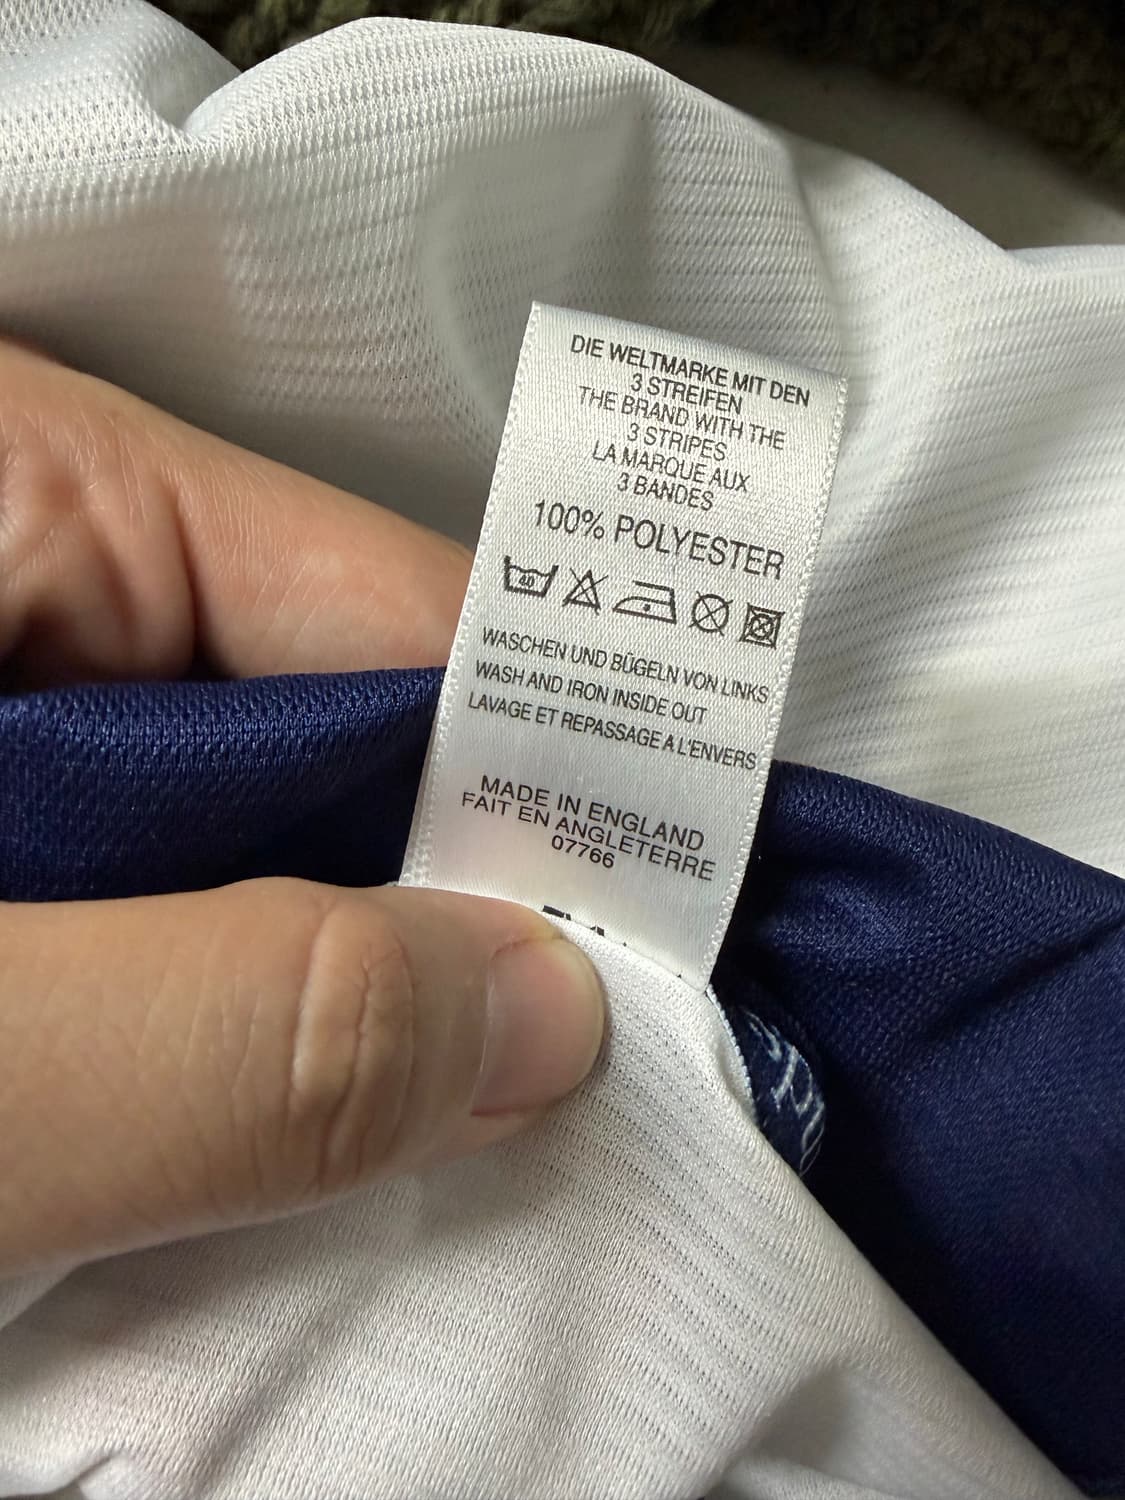 DIE WELTMARKE MIT DEN
3 STREIFEN
THE BRAND WITH THE
3 STRIPES
LA MARQUE AUX
3 BANDES
100% POLYESTER
40
WASCHEN UND BÜGELN VON LINKS
WASH AND IRON INSIDE OUT
LAVAGE ET REPASSAGE A L'ENVERS
MADE IN ENGLAND
FAIT EN ANGLETERRE
07766